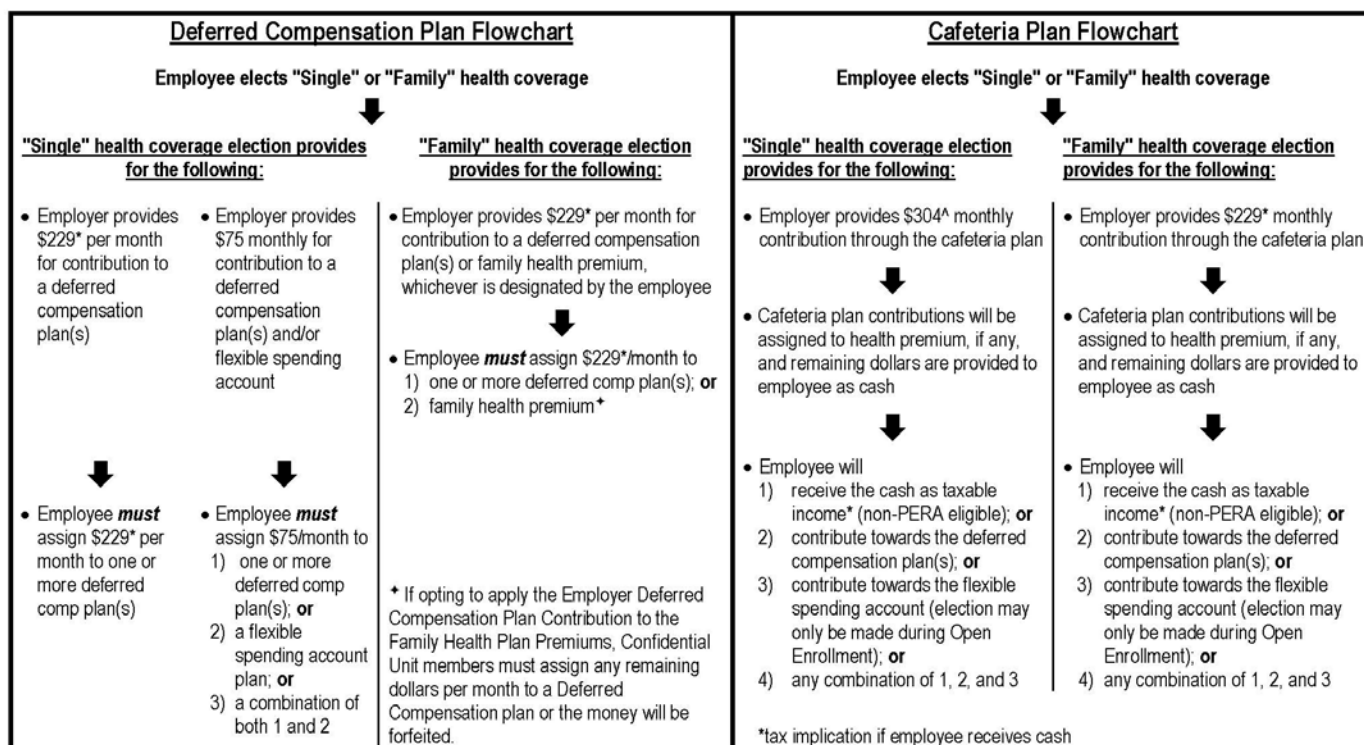 Deferred Compensation Plan Flowchart
Employee elects "Single" or "Family" health coverage
"Single" health coverage election provides
for the following:
• Employer provides
$229* per month
for contribution to
a deferred
compensation
plan(s)
• Employee must
assign $229* per
month to one or
more deferred
comp plan(s)
• Employer provides
$75 monthly for
contribution to a
deferred
compensation
plan(s) and/or
flexible spending
account
• Employee must
assign $75/month to
1) one or more
deferred comp
plan(s); or
2) a flexible
spending account
plan; or
3) a combination of
both 1 and 2
"Family" health coverage election
provides for the following:
• Employer provides $229* per month for
contribution to a deferred compensation
plan(s) or family health premium,
whichever is designated by the employee
• Employee must assign $229*/month to
1) one or more deferred comp plan(s); or
2) family health premium✦
✦ If opting to apply the Employer Deferred
Compensation Plan Contribution to the
Family Health Plan Premiums, Confidential
Unit members must assign any remaining
dollars per month to a Deferred
Compensation plan or the money will be
forfeited.
Cafeteria Plan Flowchart
Employee elects "Single" or "Family" health coverage
"Single" health coverage election
provides for the following:
• Employer provides $304^ monthly
contribution through the cafeteria plan
• Cafeteria plan contributions will be
assigned to health premium, if any,
and remaining dollars are provided to
employee as cash
• Employee will
1) receive the cash as taxable
income* (non-PERA eligible); or
2) contribute towards the deferred
compensation plan(s); or
3) contribute towards the flexible
spending account (election may
only be made during Open
Enrollment); or
4) any combination of 1, 2, and 3
*tax implication if employee receives cash
"Family" health coverage election
provides for the following:
• Employer provides $229* monthly
contribution through the cafeteria plan
• Cafeteria plan contributions will be
assigned to health premium, if any,
and remaining dollars are provided to
employee as cash
• Employee will
1) receive the cash as taxable
income* (non-PERA eligible); or
2) contribute towards the deferred
compensation plan(s); or
3) contribute towards the flexible
spending account (election may
only be made during Open
Enrollment); or
4) any combination of 1, 2, and 3